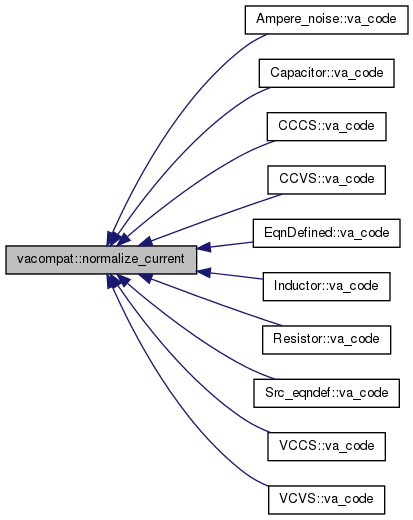 Ampere_noise::va_code
Capacitor::va_code
CCCS::va_code
CCVS::va_code
EqnDefined::va_code
vacompat::normalize_current
Inductor::va_code
Resistor::va_code
Src_eqndef::va_code
VCCS::va_code
VCVS::va_code